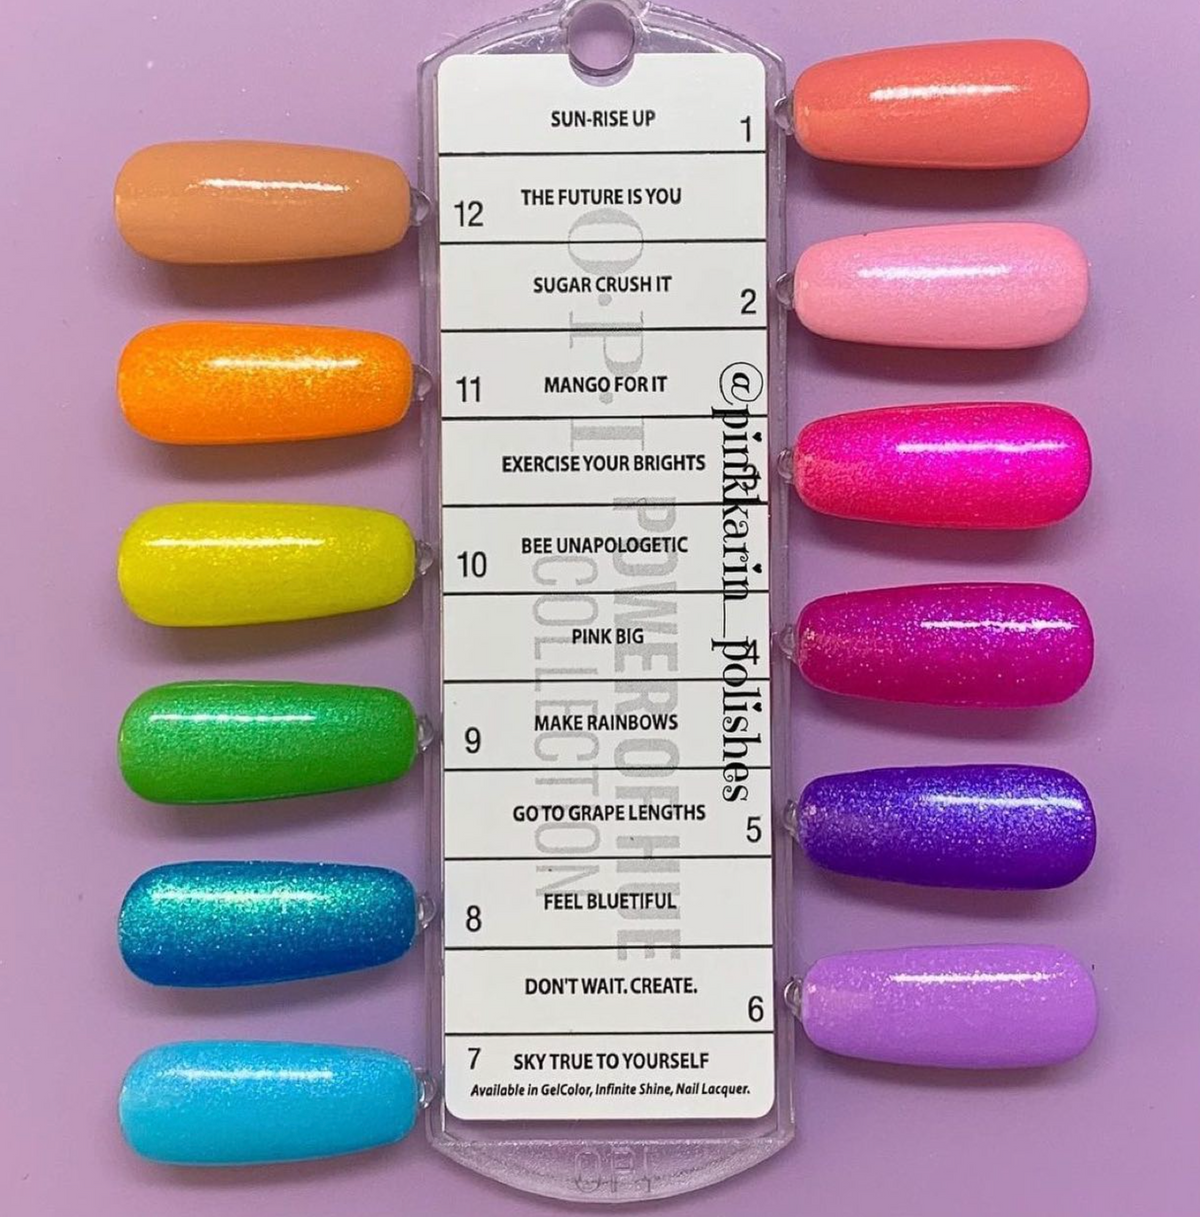 SUN-RISE UP 1
12 THE FUTURE IS YOU
SUGAR CRUSH IT 2
11 MANGO FOR IT
EXERCISE YOUR BRIGHTS
10 BEE UNAPOLOGETIC
PINK BIG 4
9 MAKE RAINBOWS
GO TO GRAPE LENGTHS 5
8 FEEL BLUETIFUL
DON'T WAIT. CREATE. 6
7 SKY TRUE TO YOURSELF
Available in GelColor, Infinite Shine, Nail Lacquer.
O.P.I
POWER OF HUE
COLLECTION
@pinkkarin_polishes
OPI